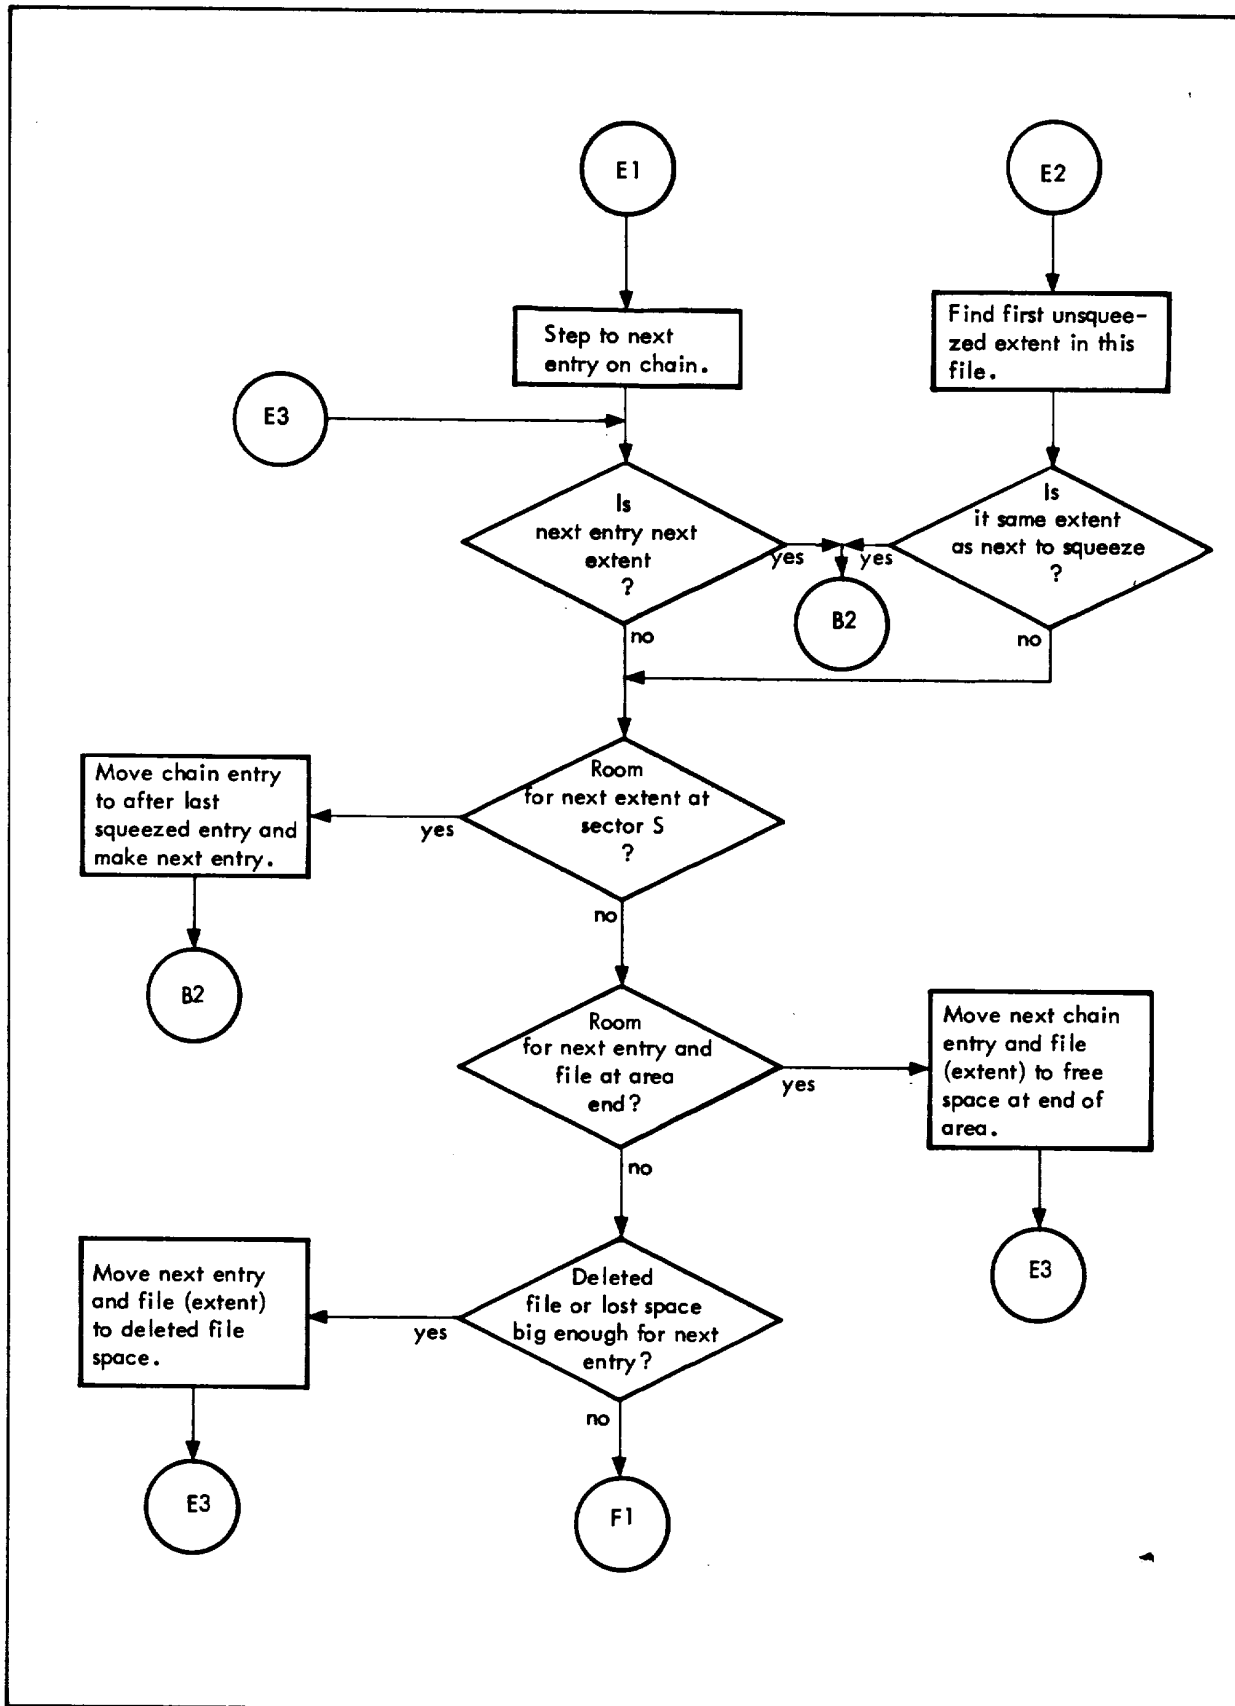 E1
E2
Step to next
entry on chain.
Find first unsquee-
zed extent in this
file.
E3
Is
next entry next
extent
?
yes
yes
Is
it same extent
as next to squeeze
?
B2
no
no
Move chain entry
to after last
squeezed entry and
make next entry.
yes
Room
for next extent at
sector S
?
no
B2
Room
for next entry and
file at area
end?
yes
Move next chain
entry and file
(extent) to free
space at end of
area.
no
E3
Move next entry
and file (extent)
to deleted file
space.
yes
Deleted
file or lost space
big enough for next
entry?
no
E3
F1